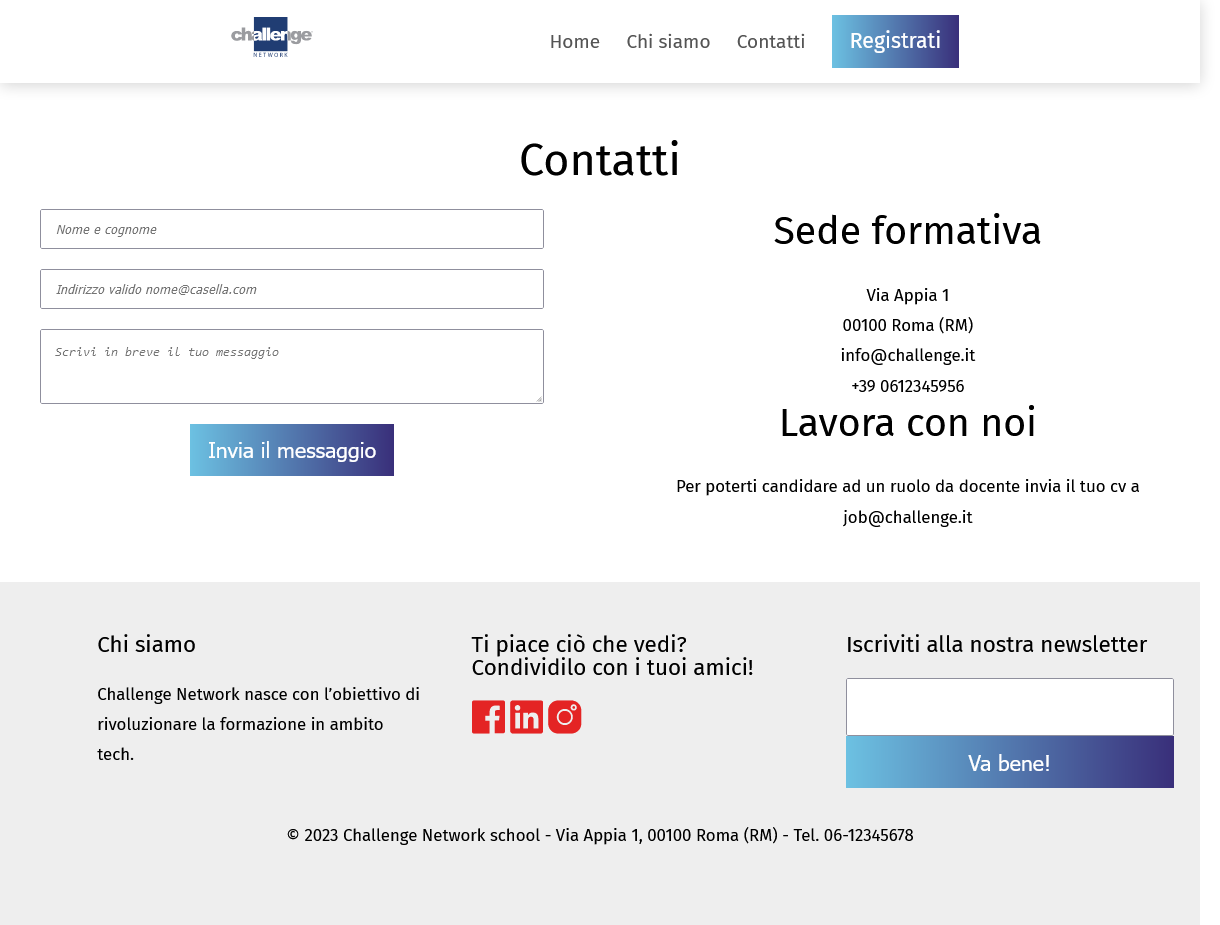 challenge
NETWORK
Home
Chi siamo
Contatti
Registrati
Contatti
Nome e cognome
Indirizzo valido nome@casella.com
Scrivi in breve il tuo messaggio
Invia il messaggio
Sede formativa
Via Appia 1
00100 Roma (RM)
info@challenge.it
+39 0612345956
Lavora con noi
Per poterti candidare ad un ruolo da docente invia il tuo cv a
job@challenge.it
Chi siamo
Challenge Network nasce con l’obiettivo di
rivoluzionare la formazione in ambito
tech.
Ti piace ciò che vedi?
Condividilo con i tuoi amici!
Iscriviti alla nostra newsletter
Va bene!
© 2023 Challenge Network school - Via Appia 1, 00100 Roma (RM) - Tel. 06-12345678